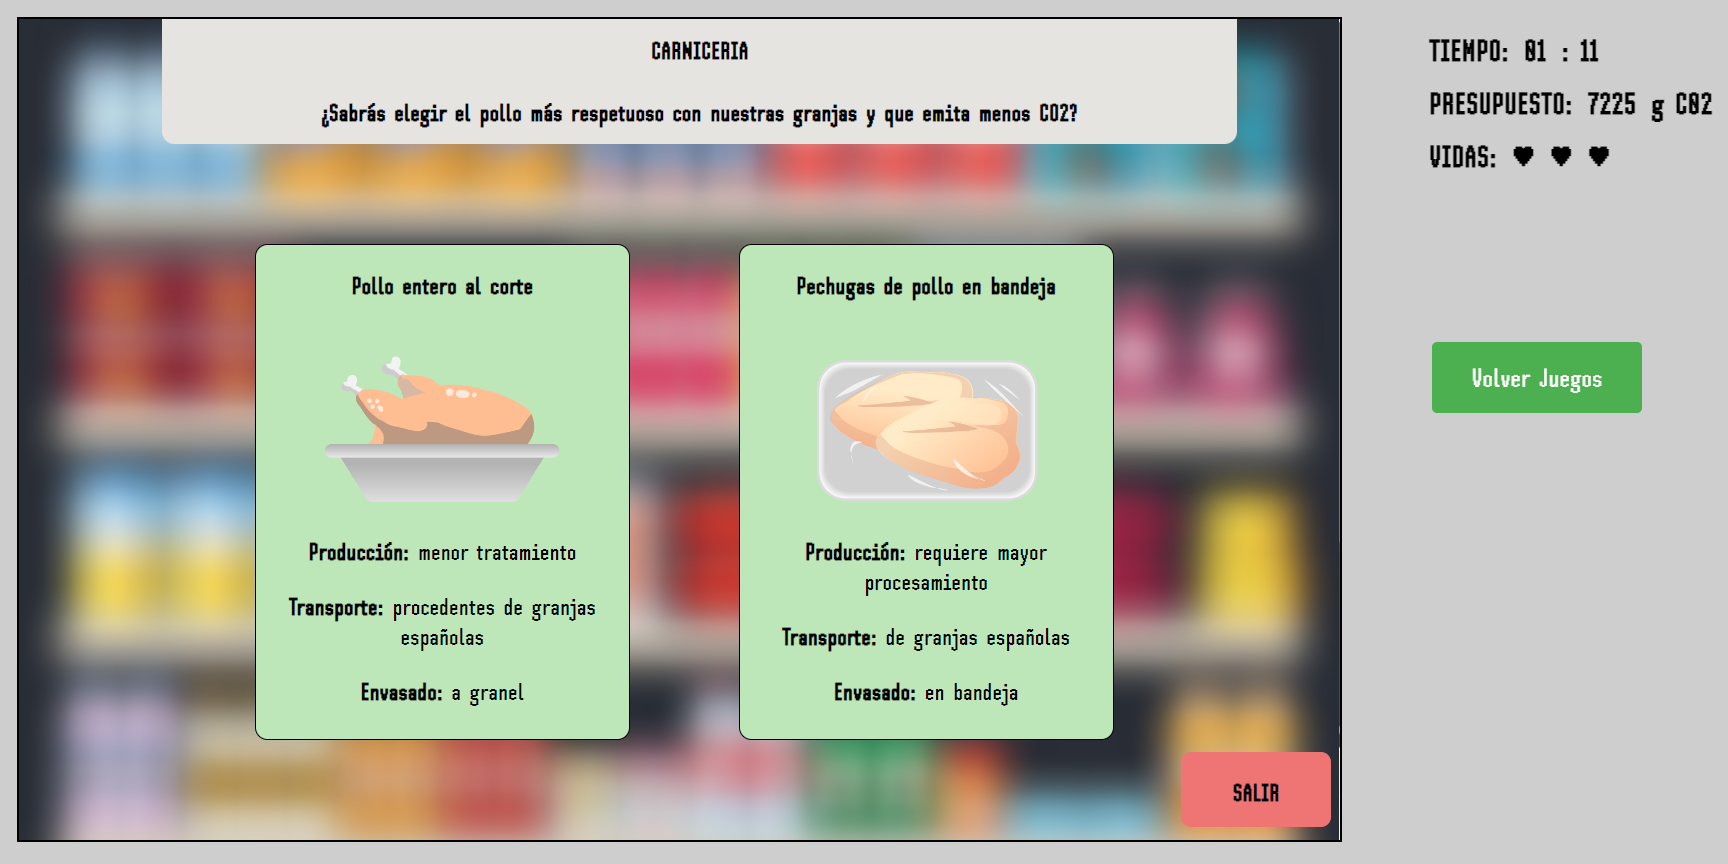 CARNICERIA
¿Sabrás elegir el pollo más respetuoso con nuestras granjas y que emita menos CO2?
TIEMPO: 01 : 11
PRESUPUESTO: 7225 g CO2
VIDAS: ♥ ♥ ♥
Pollo entero al corte
Producción: menor tratamiento
Transporte: procedentes de granjas
españolas
Envasado: a granel
Pechugas de pollo en bandeja
Producción: requiere mayor
procesamiento
Transporte: de granjas españolas
Envasado: en bandeja
Volver Juegos
SALIR